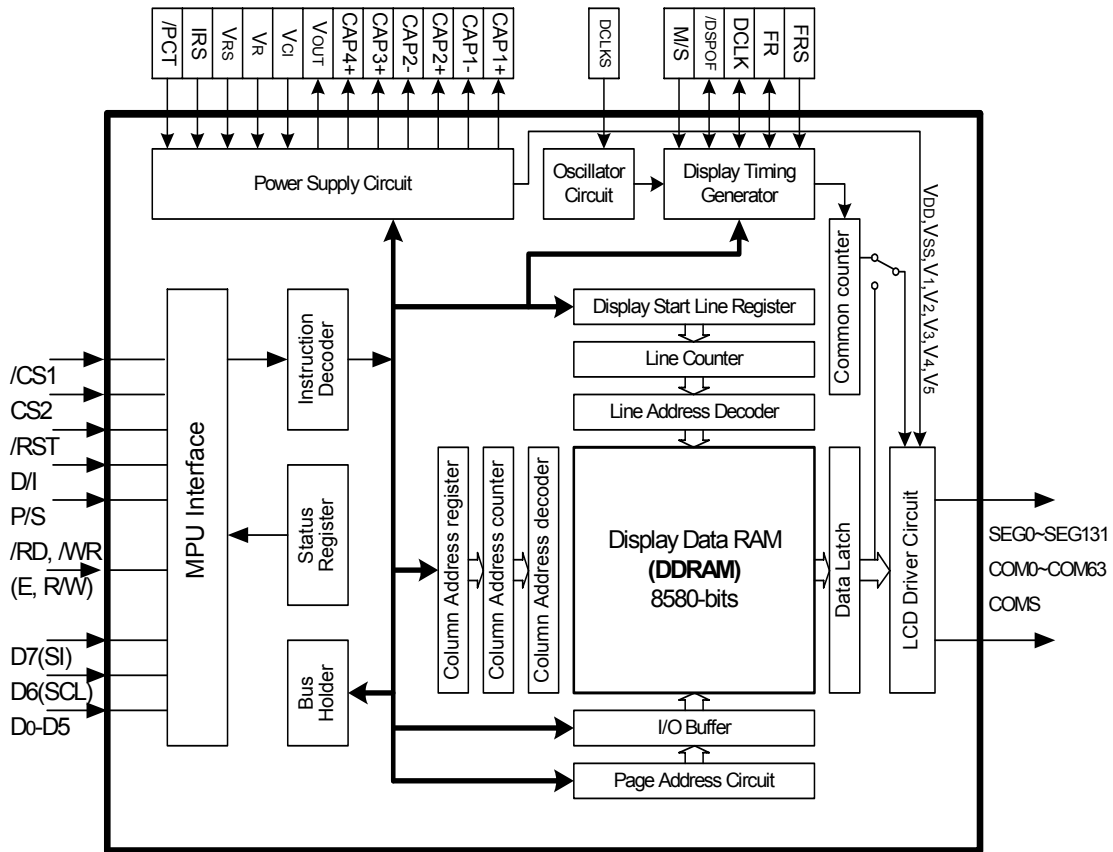 /PCT
IRS
VRS
VR
VCI
VOUT
CAP4+
CAP3+
CAP2-
CAP2+
CAP1-
CAP1+
DCLKS
M/S
/DSPOF
DCLK
FR
FRS
Power Supply Circuit
Oscillator
Circuit
Display Timing
Generator
VDD,VSS,V1,V2,V3,V4,V5
Common counter
MPU Interface
Instruction
Decoder
Display Start Line Register
Line Counter
Line Address Decoder
/CS1
CS2
/RST
D/I
P/S
/RD, /WR
(E, R/W)
D7(SI)
D6(SCL)
D0-D5
Status
Register
Bus
Holder
Column Address register
Column Address counter
Column Address decoder
Display Data RAM
(DDRAM)
8580-bits
Data Latch
LCD Driver Circuit
SEG0~SEG131
COM0~COM63
COMS
I/O Buffer
Page Address Circuit